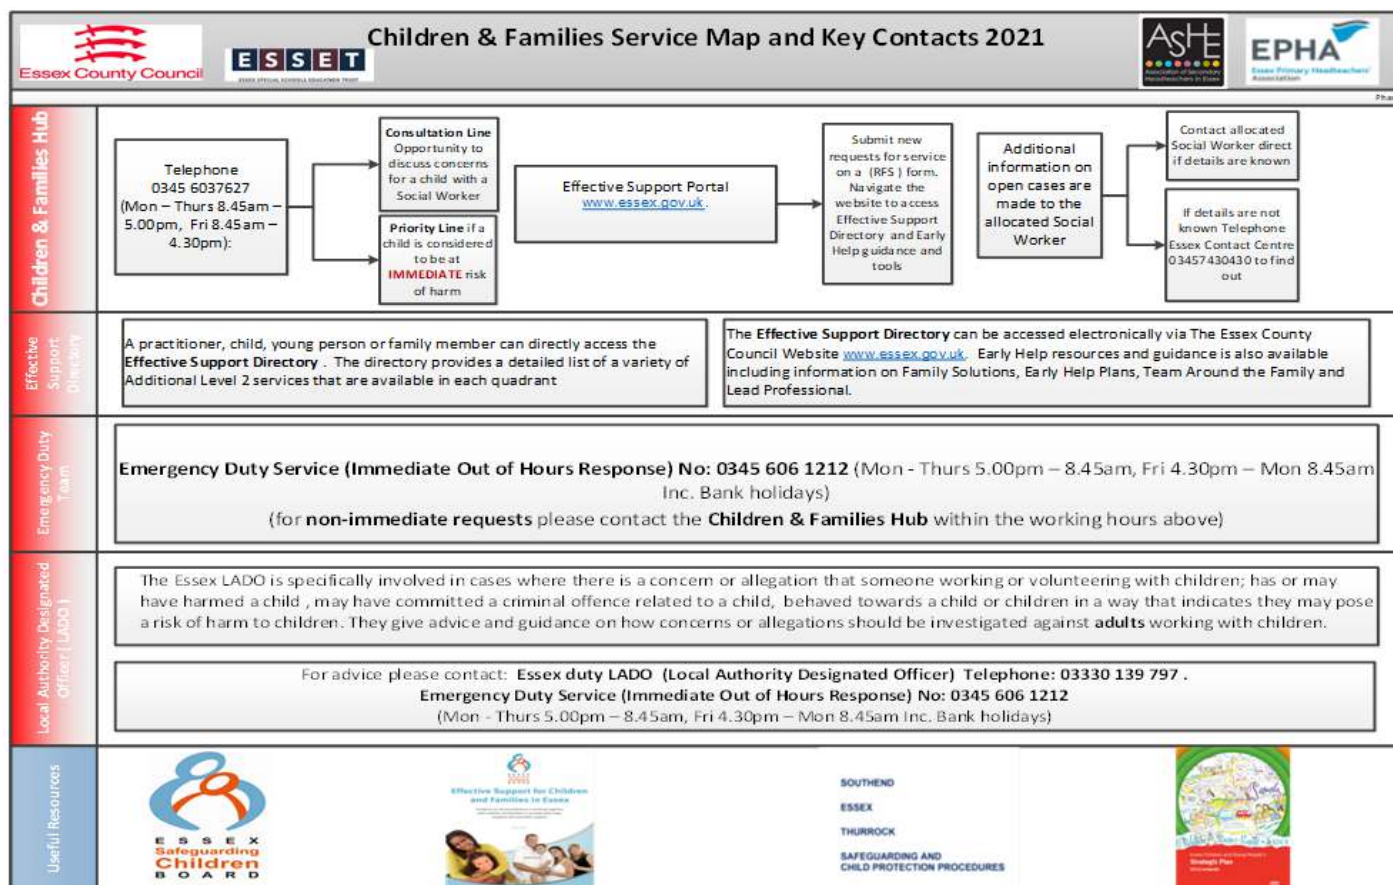 Children & Families Service Map and Key Contacts 2021
Essex County Council
ESSET
ESSEX SPECIAL SCHOOLS EDUCATION TRUST
ASHE
Association of Secondary
Headteachers in Essex
EPHA
Essex Primary Headteachers'
Association
Phas
Children & Families Hub
Telephone
0345 6037627
(Mon – Thurs 8.45am –
5.00pm, Fri 8.45am –
4.30pm):
Consultation Line
Opportunity to
discuss concerns
for a child with a
Social Worker
Priority Line if a
child is considered
to be at
IMMEDIATE risk
of harm
Effective Support Portal
www.essex.gov.uk.
Submit new
requests for service
on a (RFS ) form.
Navigate the
website to access
Effective Support
Directory and Early
Help guidance and
tools
Additional
information on
open cases are
made to the
allocated Social
Worker
Contact allocated
Social Worker direct
if details are known
If details are not
known Telephone
Essex Contact Centre
03457430430 to find
out
Effective
Support
Directory
A practitioner, child, young person or family member can directly access the
Effective Support Directory . The directory provides a detailed list of a variety of
Additional Level 2 services that are available in each quadrant
The Effective Support Directory can be accessed electronically via The Essex County
Council Website www.essex.gov.uk. Early Help resources and guidance is also available
including information on Family Solutions, Early Help Plans, Team Around the Family and
Lead Professional.
Emergency Duty
Team
Emergency Duty Service (Immediate Out of Hours Response) No: 0345 606 1212 (Mon - Thurs 5.00pm – 8.45am, Fri 4.30pm – Mon 8.45am
Inc. Bank holidays)
(for non-immediate requests please contact the Children & Families Hub within the working hours above)
Local Authority Designated
Officer ( LADO )
The Essex LADO is specifically involved in cases where there is a concern or allegation that someone working or volunteering with children; has or may
have harmed a child , may have committed a criminal offence related to a child, behaved towards a child or children in a way that indicates they may pose
a risk of harm to children. They give advice and guidance on how concerns or allegations should be investigated against adults working with children.
For advice please contact: Essex duty LADO (Local Authority Designated Officer) Telephone: 03330 139 797 .
Emergency Duty Service (Immediate Out of Hours Response) No: 0345 606 1212
(Mon - Thurs 5.00pm – 8.45am, Fri 4.30pm – Mon 8.45am Inc. Bank holidays)
Useful Resources
ESSEX
Safeguarding
Children
BOARD
Effective Support for Children
and Families in Essex
SOUTHEND
ESSEX
THURROCK
SAFEGUARDING AND
CHILD PROTECTION PROCEDURES
Strategic Plan